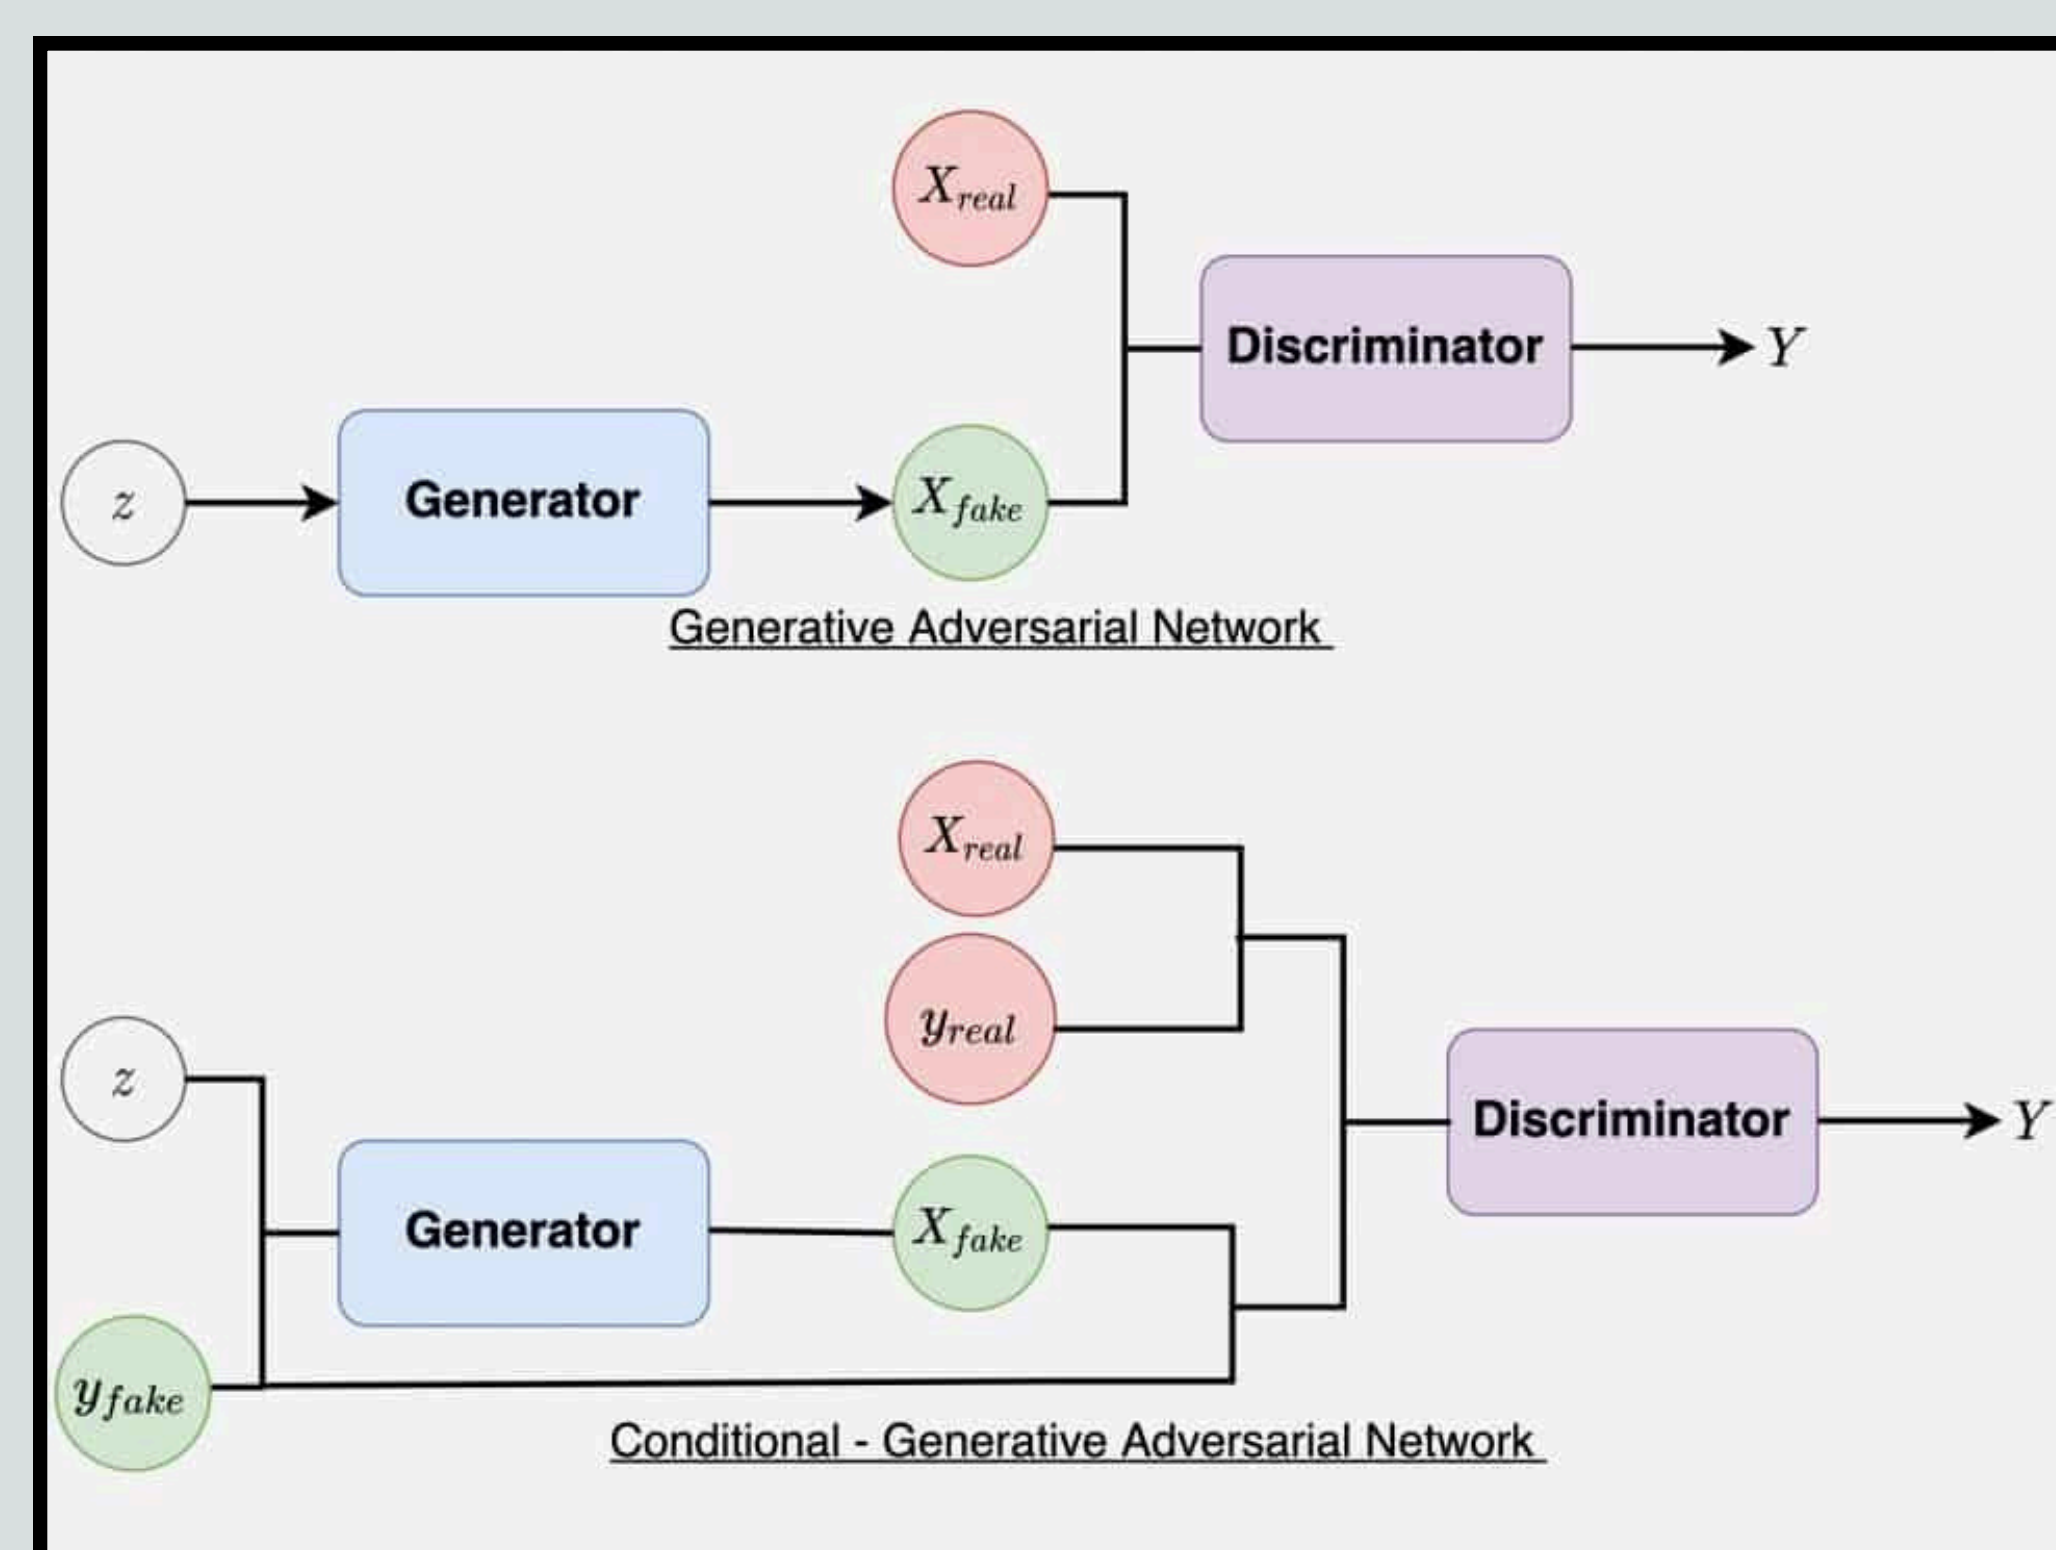 X_real
Discriminator
Y
z
Generator
X_fake
Generative Adversarial Network
X_real
y_real
z
Discriminator
Y
Generator
X_fake
y_fake
Conditional - Generative Adversarial Network